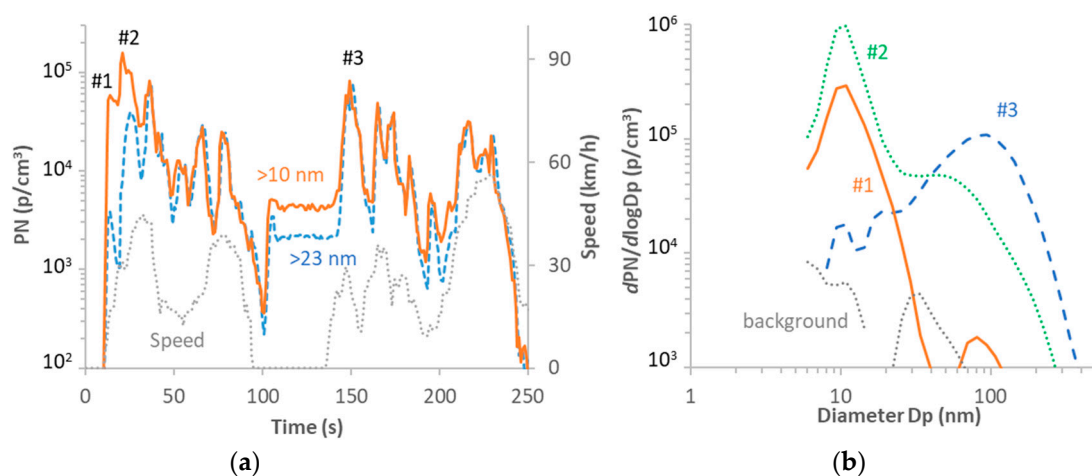 #2
#1
#3
>10 nm
>23 nm
Speed
PN (p/cm³)
10⁵
10⁴
10³
10²
90
60
30
0
Speed (km/h)
0 50 100 150 200 250
Time (s)
(a)
dPN/dlogDp (p/cm³)
10⁶
10⁵
10⁴
10³
#2
#3
#1
background
1 10 100
Diameter Dp (nm)
(b)